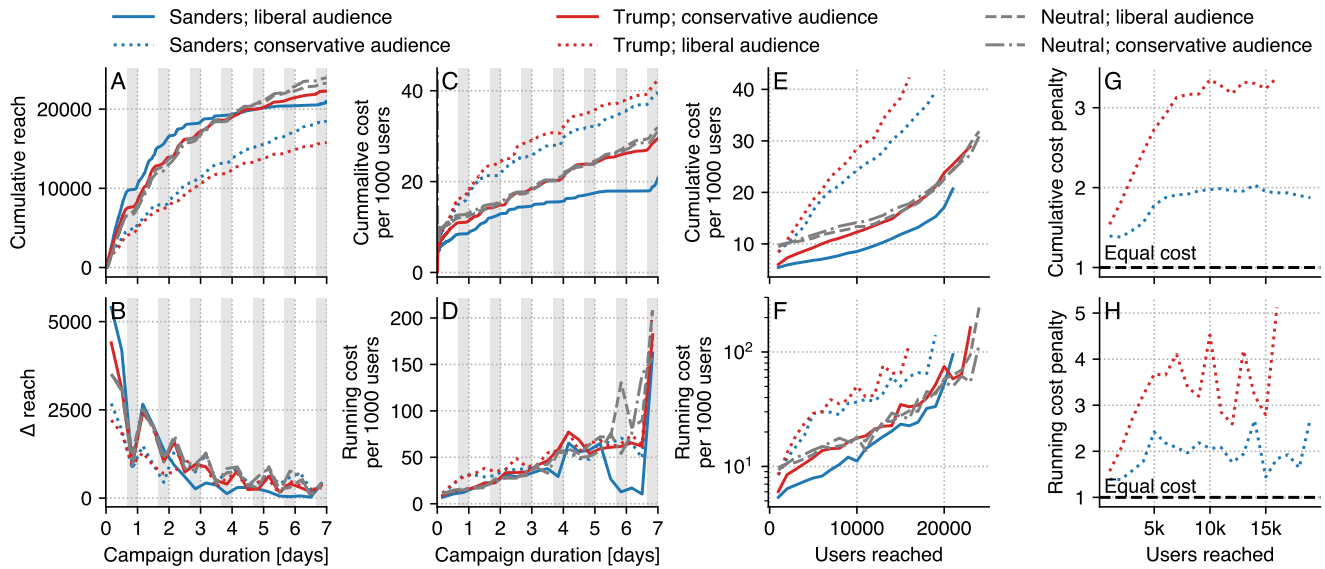 Sanders; liberal audience
Trump; conservative audience
Neutral; liberal audience
Sanders; conservative audience
Trump; liberal audience
Neutral; conservative audience
A
Cumulative reach
20000
10000
0
C
Cummalitve cost
per 1000 users
40
20
0
E
Cumulative cost
per 1000 users
40
30
20
10
G
Cumulative cost penalty
3
2
1
Equal cost
B
Δ reach
5000
2500
0
0 1 2 3 4 5 6 7
Campaign duration [days]
D
Running cost
per 1000 users
200
150
100
50
0
0 1 2 3 4 5 6 7
Campaign duration [days]
F
Running cost
per 1000 users
10²
10¹
0 10000 20000
Users reached
H
Running cost penalty
5
4
3
2
1
Equal cost
5k 10k 15k
Users reached